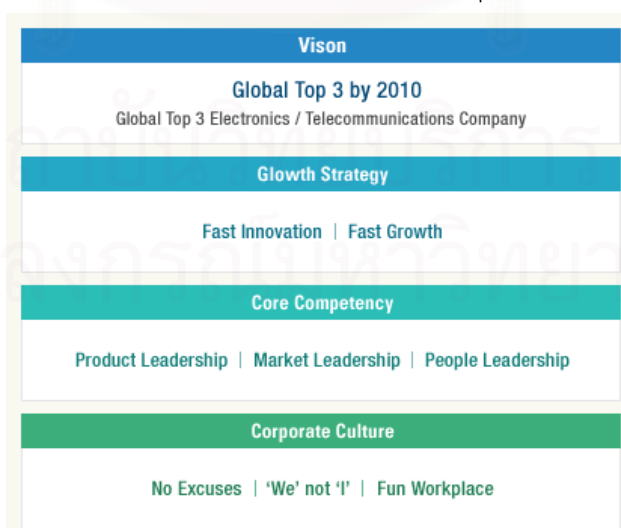 Vison
Global Top 3 by 2010
Global Top 3 Electronics / Telecommunications Company
Glowth Strategy
Fast Innovation | Fast Growth
Core Competency
Product Leadership | Market Leadership | People Leadership
Corporate Culture
No Excuses | ‘We’ not ‘I’ | Fun Workplace